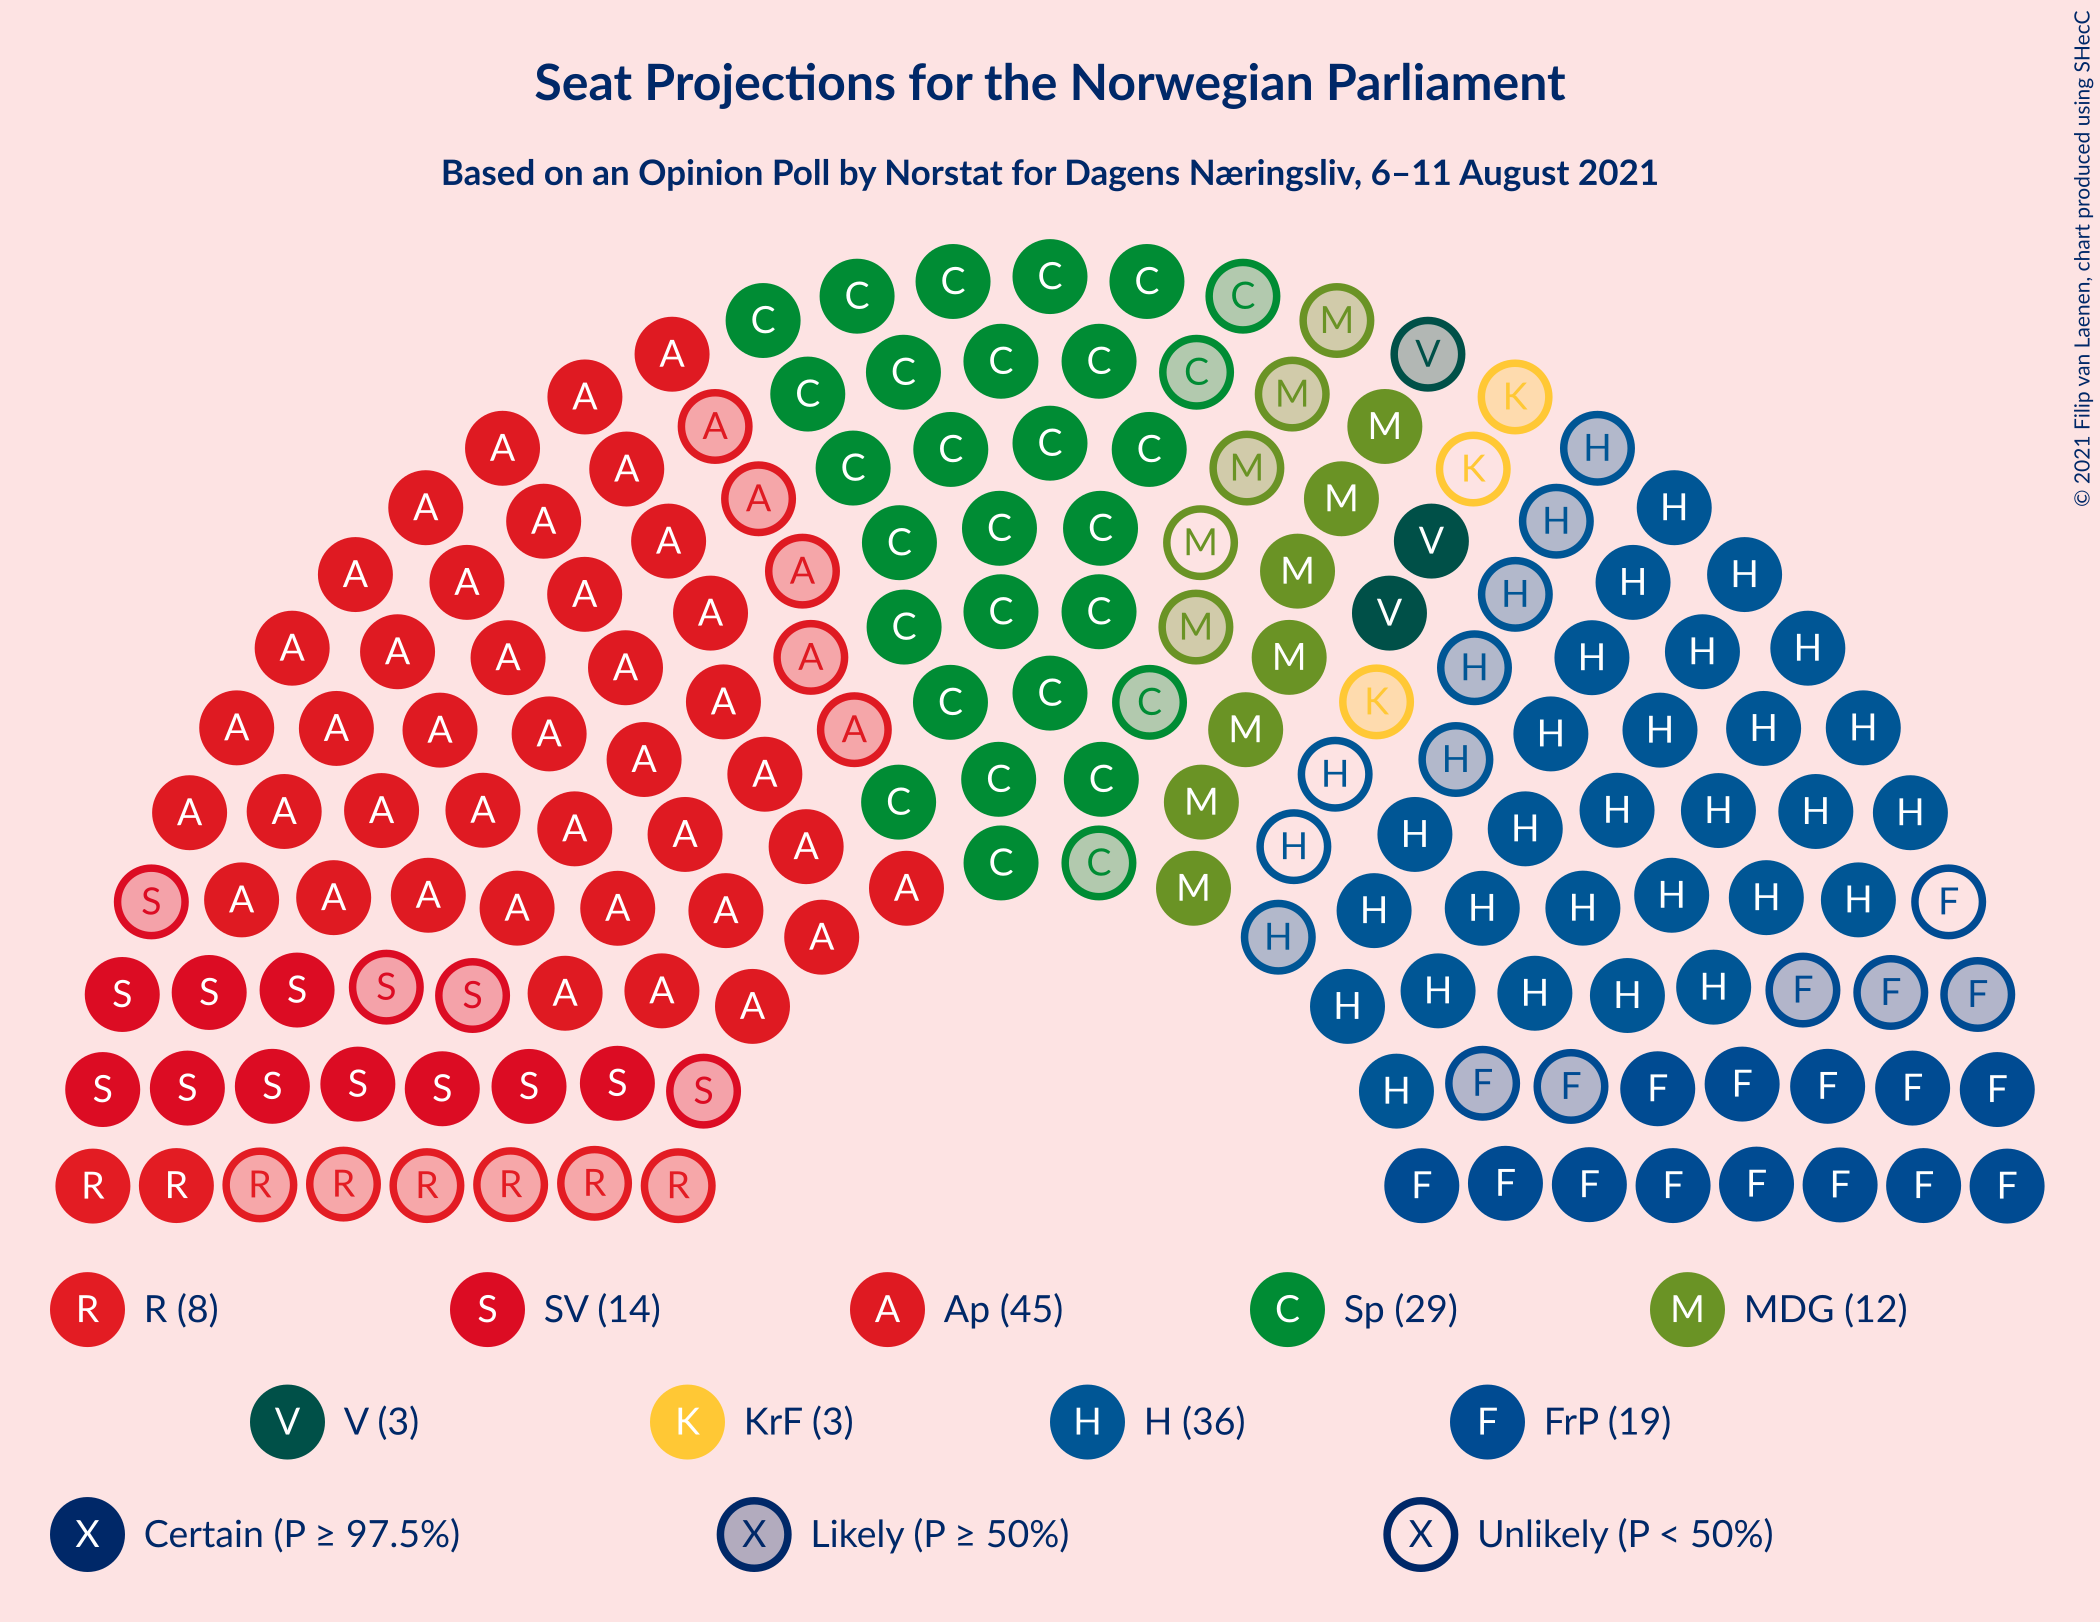 Seat Projections for the Norwegian Parliament
Based on an Opinion Poll by Norstat for Dagens Næringsliv, 6–11 August 2021
© 2021 Filip van Laenen, chart produced using SHecC
C C C C C C C M V K H H H H H F F F F
A A A A A A A A A A S S S R
C C C C C C M M K H H H H H H F F F
A A A A A A A A A A S S R
C C C C C M M V H H H H H H F F F
A A A A A A A A A S S R
C C C M M V H H H H H F F F
A A A A A A A S S R
C C C M M K H H H H F F F
A A A A A A S S R
C C C M H H H H F F
A A A A A S R
C C C M H H H F F
A A A A S R
C C M H H H F
A A A S R
R R (8) S SV (14) A Ap (45) C Sp (29) M MDG (12)
V V (3) K KrF (3) H H (36) F FrP (19)
X Certain (P ≥ 97.5%) X Likely (P ≥ 50%) X Unlikely (P < 50%)